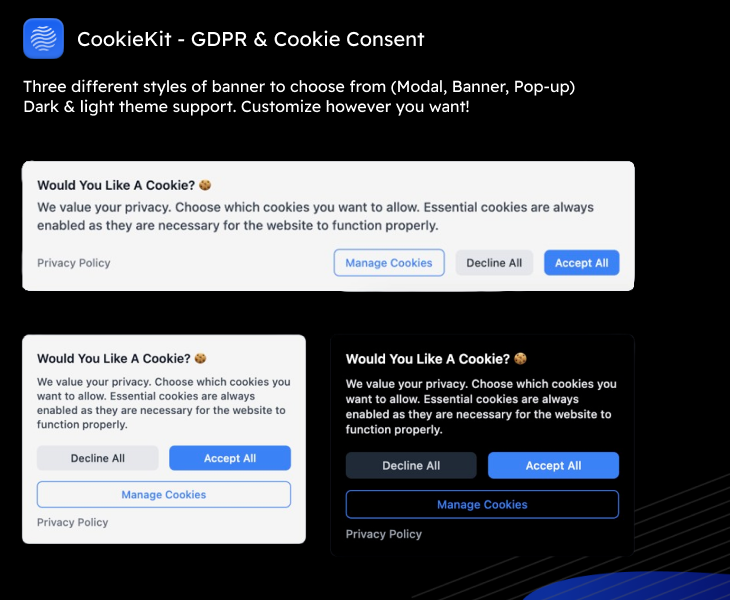 CookieKit - GDPR & Cookie Consent
Three different styles of banner to choose from (Modal, Banner, Pop-up)
Dark & light theme support. Customize however you want!
Would You Like A Cookie? 🍪
We value your privacy. Choose which cookies you want to allow. Essential cookies are always
enabled as they are necessary for the website to function properly.
Privacy Policy
Manage Cookies
Decline All
Accept All
Would You Like A Cookie? 🍪
We value your privacy. Choose which cookies you
want to allow. Essential cookies are always
enabled as they are necessary for the website to
function properly.
Decline All
Accept All
Manage Cookies
Privacy Policy
Would You Like A Cookie? 🍪
We value your privacy. Choose which cookies you
want to allow. Essential cookies are always
enabled as they are necessary for the website to
function properly.
Decline All
Accept All
Manage Cookies
Privacy Policy